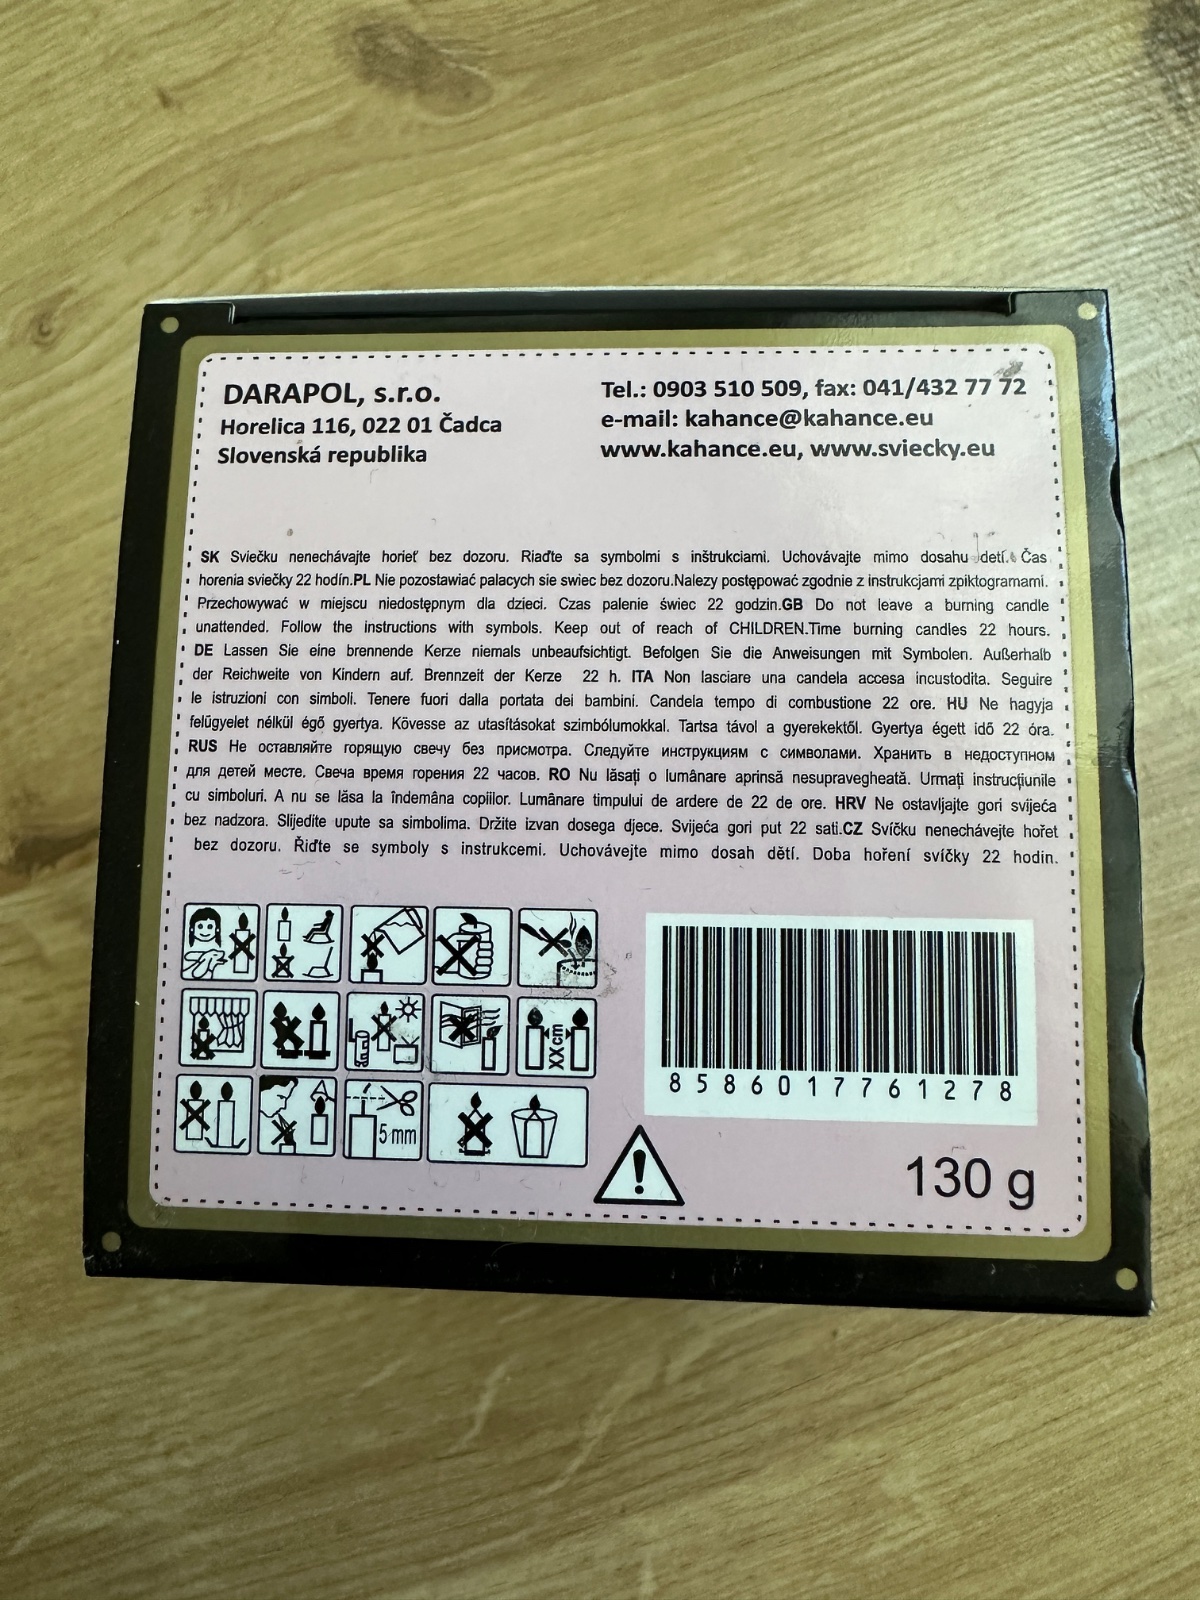 DARAPOL, s.r.o.
Horelica 116, 022 01 Čadca
Slovenská republika
Tel.: 0903 510 509, fax: 041/432 77 72
e-mail: kahance@kahance.eu
www.kahance.eu, www.sviecky.eu
SK Sviečku nenechávajte horieť bez dozoru. Riaďte sa symbolmi s inštrukciami. Uchovávajte mimo dosahu detí. Čas
horenia sviečky 22 hodín.PL Nie pozostawiać palacych sie swiec bez dozoru.Nalezy postępować zgodnie z instrukcjami zpiktogramami.
Przechowywać w miejscu niedostępnym dla dzieci. Czas palenie świec 22 godzin.GB Do not leave a burning candle
unattended. Follow the instructions with symbols. Keep out of reach of CHILDREN.Time burning candles 22 hours.
DE Lassen Sie eine brennende Kerze niemals unbeaufsichtigt. Befolgen Sie die Anweisungen mit Symbolen. Außerhalb
der Reichweite von Kindern auf. Brennzeit der Kerze 22 h. ITA Non lasciare una candela accesa incustodita. Seguire
le istruzioni con simboli. Tenere fuori dalla portata dei bambini. Candela tempo di combustione 22 ore. HU Ne hagyja
felügyelet nélkül égő gyertya. Kövesse az utasításokat szimbólumokkal. Tartsa távol a gyerekektől. Gyertya égett idő 22 óra.
RUS Не оставляйте горящую свечу без присмотра. Следуйте инструкциям с символами. Хранить в недоступном
для детей месте. Свеча время горения 22 часов. RO Nu lăsați o lumânare aprinsă nesupravegheată. Urmați instrucțiunile
cu simboluri. A nu se lăsa la îndemâna copiilor. Lumânare timpului de ardere de 22 de ore. HRV Ne ostavljajte gori svijeća
bez nadzora. Slijedite upute sa simbolima. Držite izvan dosega djece. Svijeća gori put 22 sati.CZ Svíčku nenechávejte hořet
bez dozoru. Řiďte se symboly s instrukcemi. Uchovávejte mimo dosah dětí. Doba hoření svíčky 22 hodin.
XXcm
5 mm
8586017761278
130 g